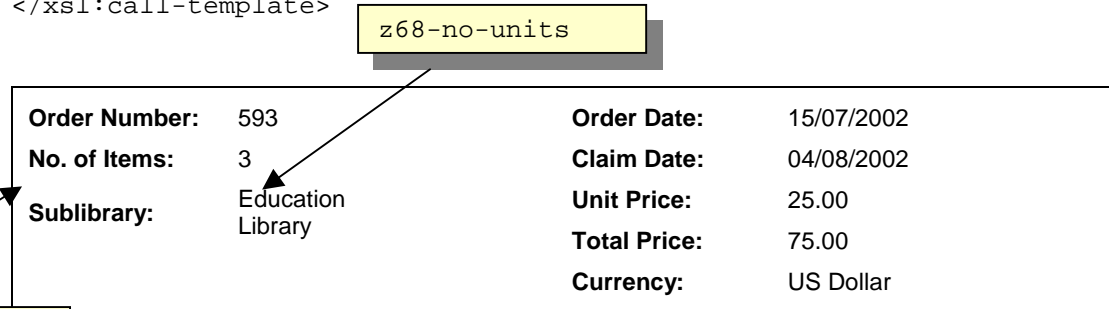 </xsl:call-template>
z68-no-units
Order Number: 593 Order Date: 15/07/2002
No. of Items: 3 Claim Date: 04/08/2002
Sublibrary: Education Library Unit Price: 25.00
Total Price: 75.00
Currency: US Dollar